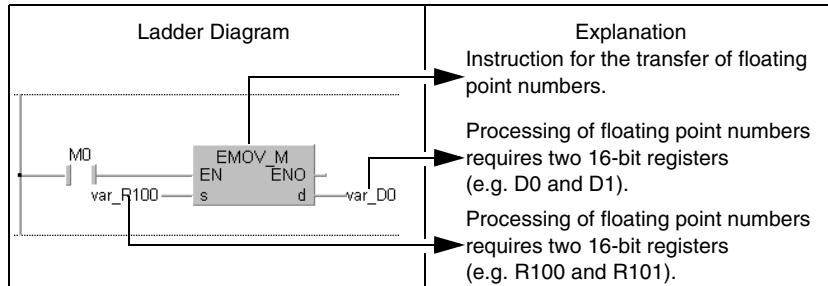 Ladder Diagram
Explanation
Instruction for the transfer of floating
point numbers.
Processing of floating point numbers
requires two 16-bit registers
(e.g. D0 and D1).
Processing of floating point numbers
requires two 16-bit registers
(e.g. R100 and R101).
M0
EMOV_M
EN ENO
var_R100 s d var_D0